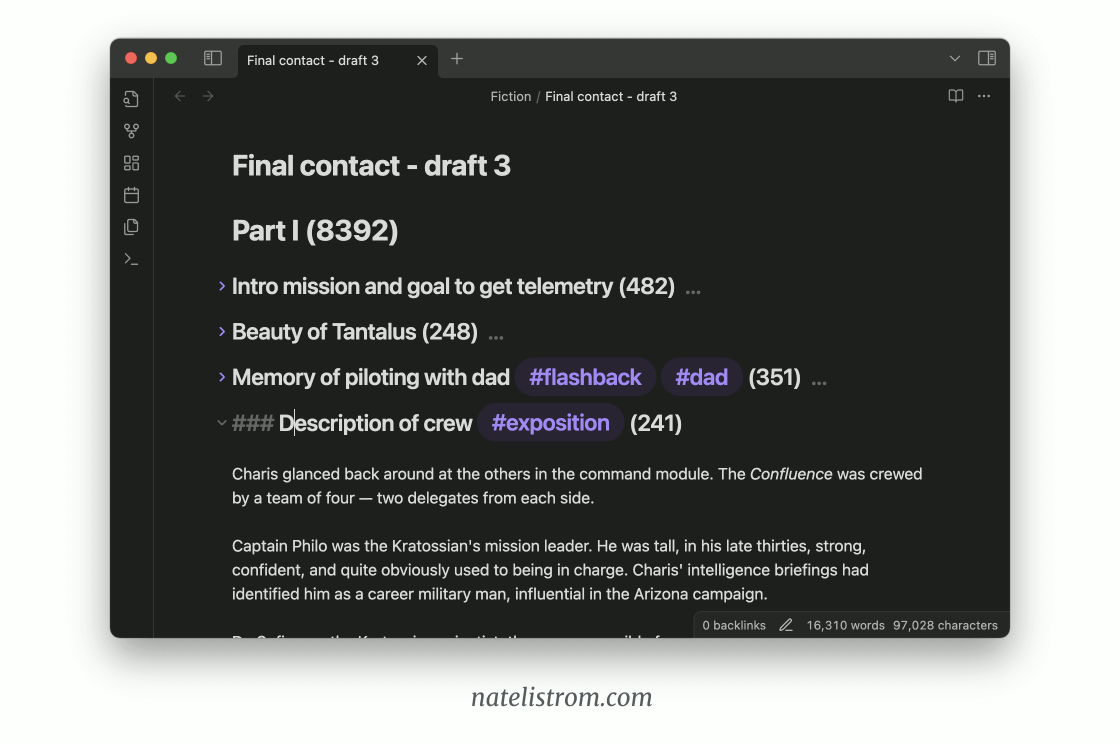 Final contact - draft 3
Fiction / Final contact - draft 3
Final contact - draft 3
Part I (8392)
Intro mission and goal to get telemetry (482) ...
Beauty of Tantalus (248) ...
Memory of piloting with dad #flashback #dad (351) ...
### Description of crew #exposition (241)
Charis glanced back around at the others in the command module. The Confluence was crewed
by a team of four — two delegates from each side.
Captain Philo was the Kratossian's mission leader. He was tall, in his late thirties, strong,
confident, and quite obviously used to being in charge. Charis' intelligence briefings had
identified him as a career military man, influential in the Arizona campaign.
0 backlinks 16,310 words 97,028 characters
natelistrom.com